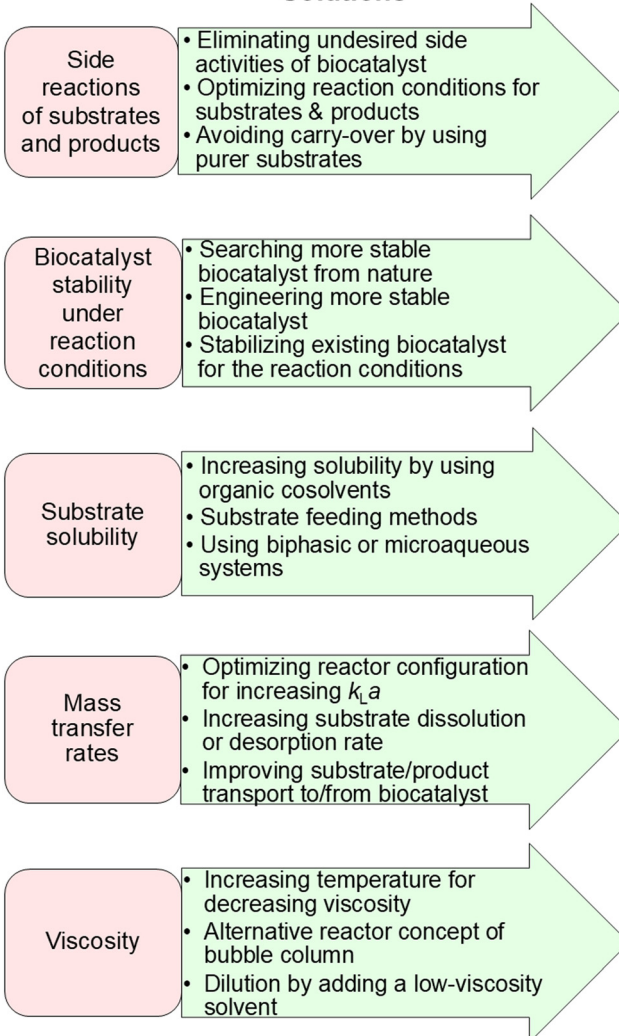 Side
reactions
of substrates
and products
• Eliminating undesired side
activities of biocatalyst
• Optimizing reaction conditions for
substrates & products
• Avoiding carry-over by using
purer substrates
Biocatalyst
stability
under
reaction
conditions
• Searching more stable
biocatalyst from nature
• Engineering more stable
biocatalyst
• Stabilizing existing biocatalyst
for the reaction conditions
Substrate
solubility
• Increasing solubility by using
organic cosolvents
• Substrate feeding methods
• Using biphasic or microaqueous
systems
Mass
transfer
rates
• Optimizing reactor configuration
for increasing kLa
• Increasing substrate dissolution
or desorption rate
• Improving substrate/product
transport to/from biocatalyst
Viscosity
• Increasing temperature for
decreasing viscosity
• Alternative reactor concept of
bubble column
• Dilution by adding a low-viscosity
solvent